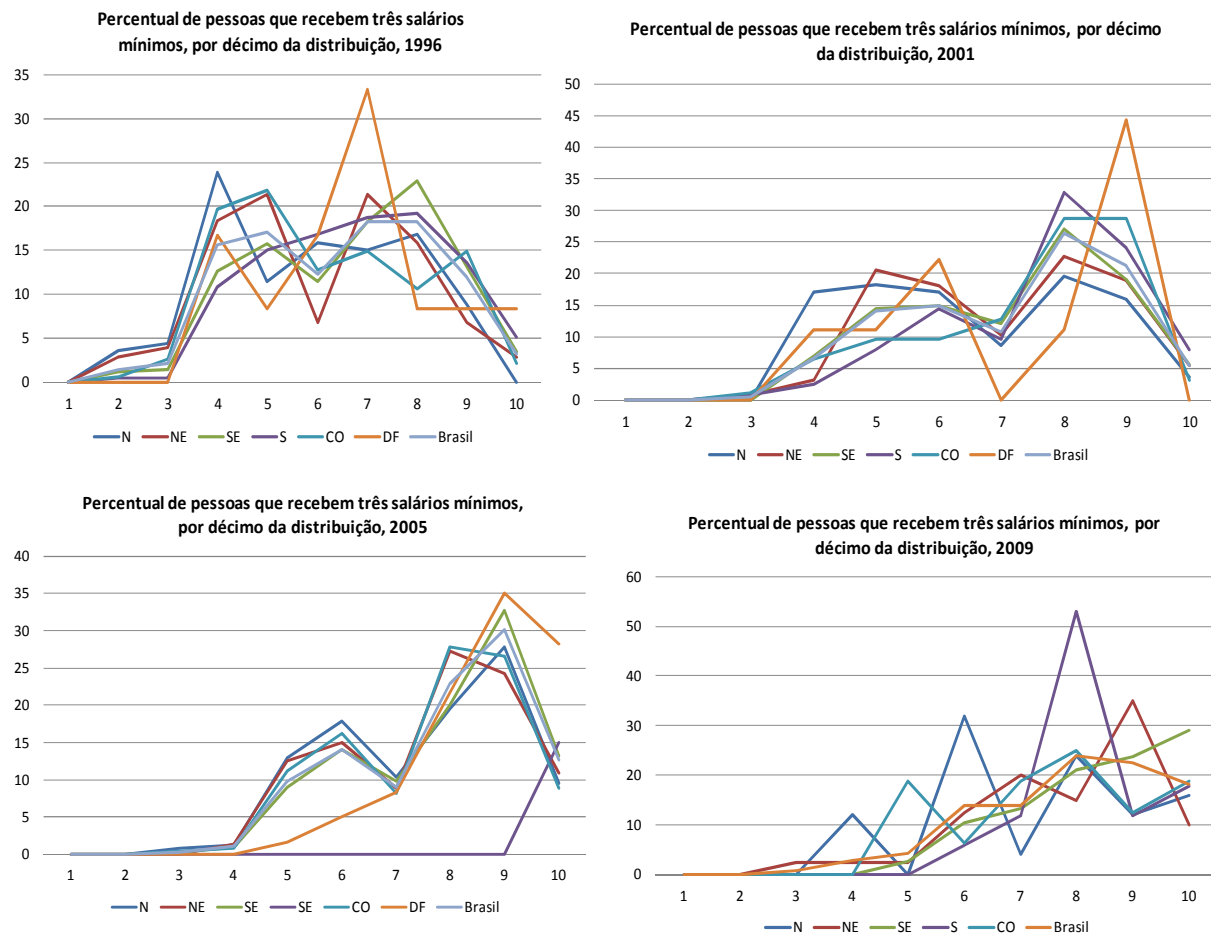 Percentual de pessoas que recebem três salários
mínimos, por décimo da distribuição, 1996
35
30
25
20
15
10
5
0
1 2 3 4 5 6 7 8 9 10
N NE SE S CO DF Brasil
Percentual de pessoas que recebem três salários mínimos, por décimo
da distribuição, 2001
50
45
40
35
30
25
20
15
10
5
0
1 2 3 4 5 6 7 8 9 10
N NE SE S CO DF Brasil
Percentual de pessoas que recebem três salários mínimos,
por décimo da distribuição, 2005
40
35
30
25
20
15
10
5
0
1 2 3 4 5 6 7 8 9 10
N NE SE SE CO DF Brasil
Percentual de pessoas que recebem três salários mínimos, por
décimo da distribuição, 2009
60
50
40
30
20
10
0
1 2 3 4 5 6 7 8 9 10
N NE SE S CO Brasil